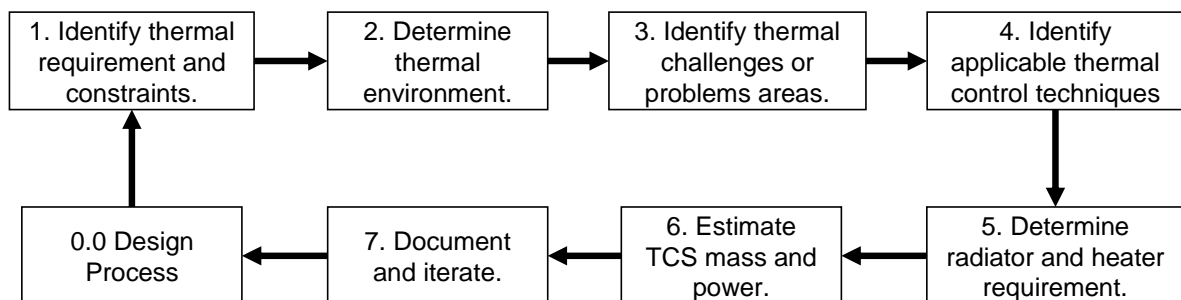 1. Identify thermal
requirement and
constraints.
2. Determine
thermal
environment.
3. Identify thermal
challenges or
problems areas.
4. Identify
applicable thermal
control techniques
5. Determine
radiator and heater
requirement.
6. Estimate
TCS mass and
power.
7. Document
and iterate.
0.0 Design
Process